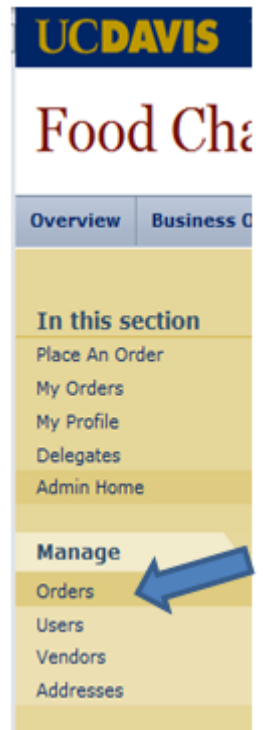 UCDAVIS
Food Cha
Overview Business O
In this section
Place An Order
My Orders
My Profile
Delegates
Admin Home
Manage
Orders
Users
Vendors
Addresses